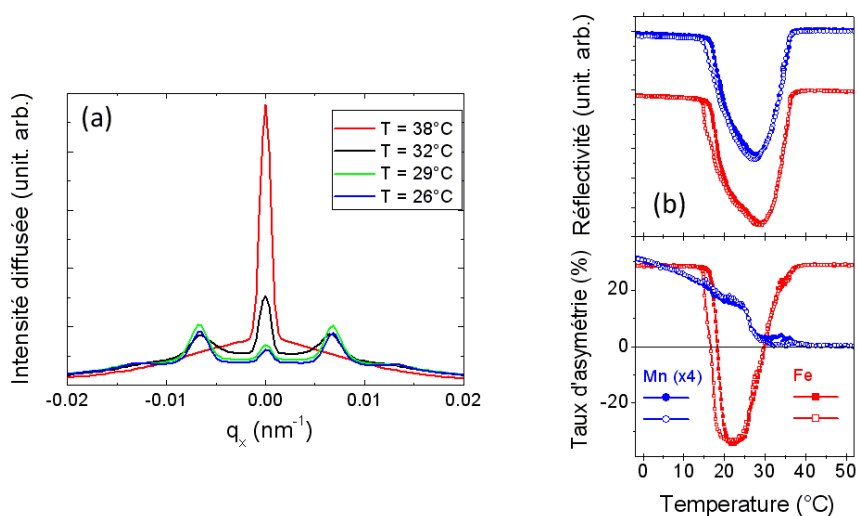 (a)
T = 38°C
T = 32°C
T = 29°C
T = 26°C
Intensité diffusée (unit. arb.)
-0.02 -0.01 0.00 0.01 0.02
qx (nm-1)
(b)
Réflectivité (unit. arb.)
Taux d'asymétrie (%)
20
0
-20
Mn (x4)
Fe
0 10 20 30 40 50
Temperature (°C)